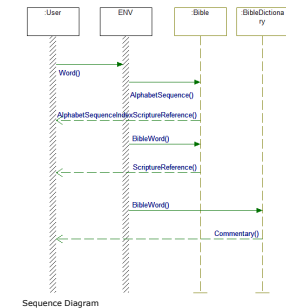 :User
ENV
:Bible
:BibleDictiona
ry
Word()
AlphabetSequence()
AlphabetSequenceIndexScriptureReference()
BibleWord()
ScriptureReference()
BibleWord()
Commentary()
Sequence Diagram